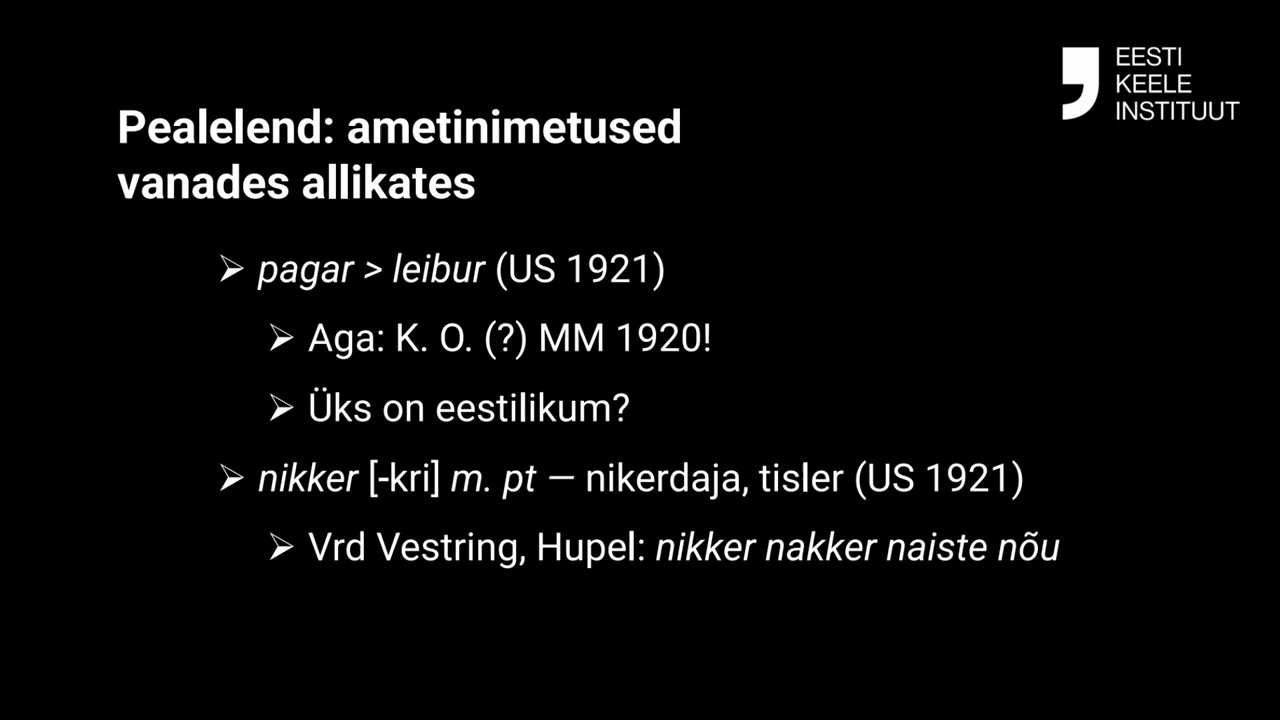 EESTI
KEELE
INSTITUUT
Pealelend: ametinimetused
vanades allikates
➢ pagar > leibur (US 1921)
➢ Aga: K. O. (?) MM 1920!
➢ Üks on eestilikum?
➢ nikker [-kri] m. pt — nikerdaja, tisler (US 1921)
➢ Vrd Vestring, Hupel: nikker nakker naiste nõu